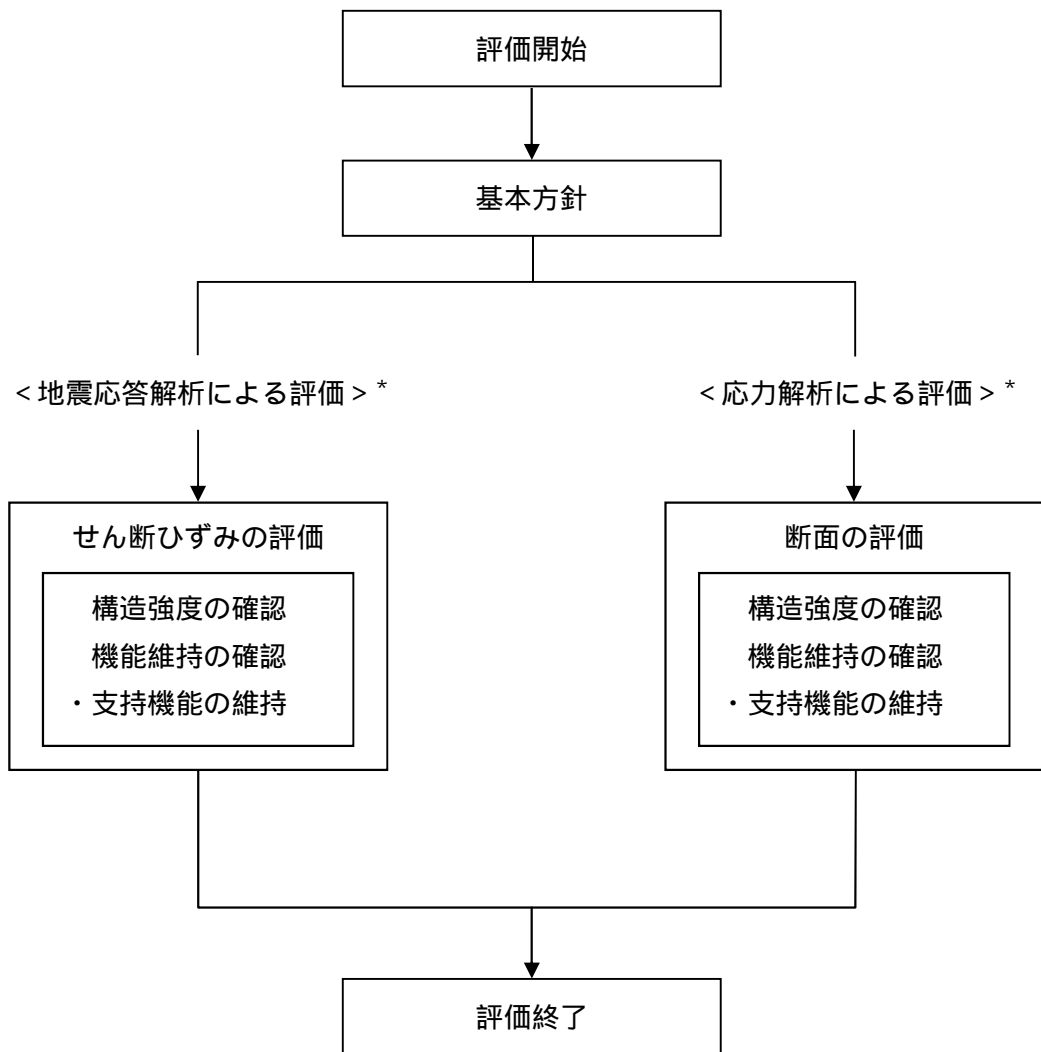 評価開始
基本方針
<地震応答解析による評価>*
<応力解析による評価>*
せん断ひずみの評価
構造強度の確認
機能維持の確認
・支持機能の維持
断面の評価
構造強度の確認
機能維持の確認
・支持機能の維持
評価終了